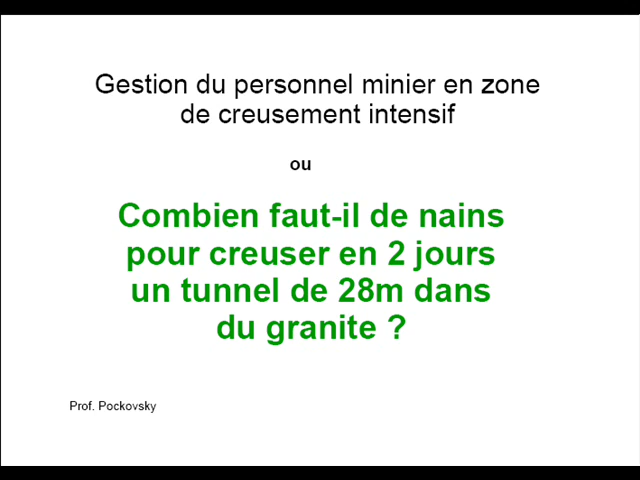 Gestion du personnel minier en zone
de creusement intensif
ou
Combien faut-il de nains
pour creuser en 2 jours
un tunnel de 28m dans
du granite ?
Prof. Pockovsky